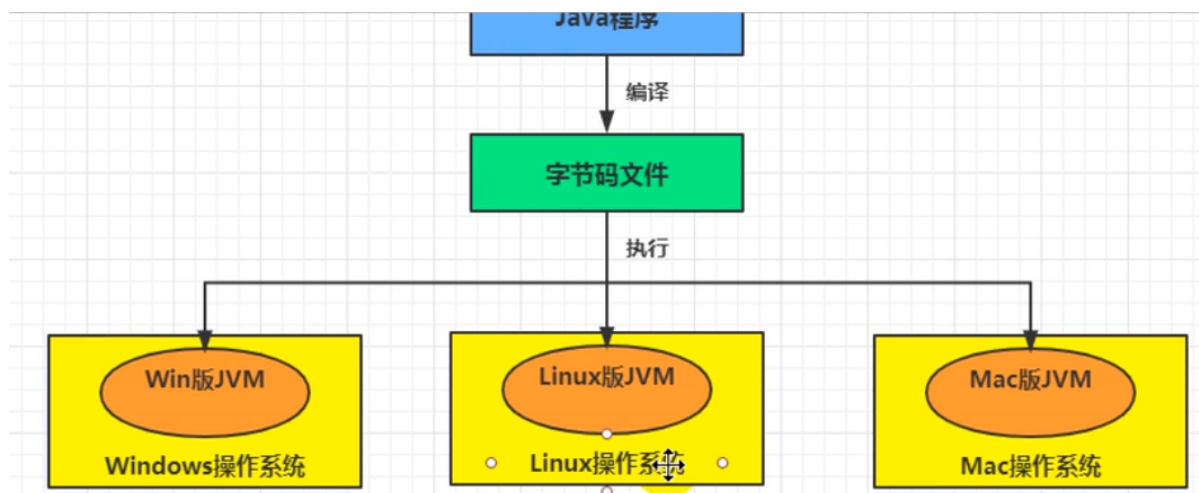 Java程序
编译
字节码文件
执行
Win版JVM
Linux版JVM
Mac版JVM
Windows操作系统
Linux操作系统
Mac操作系统